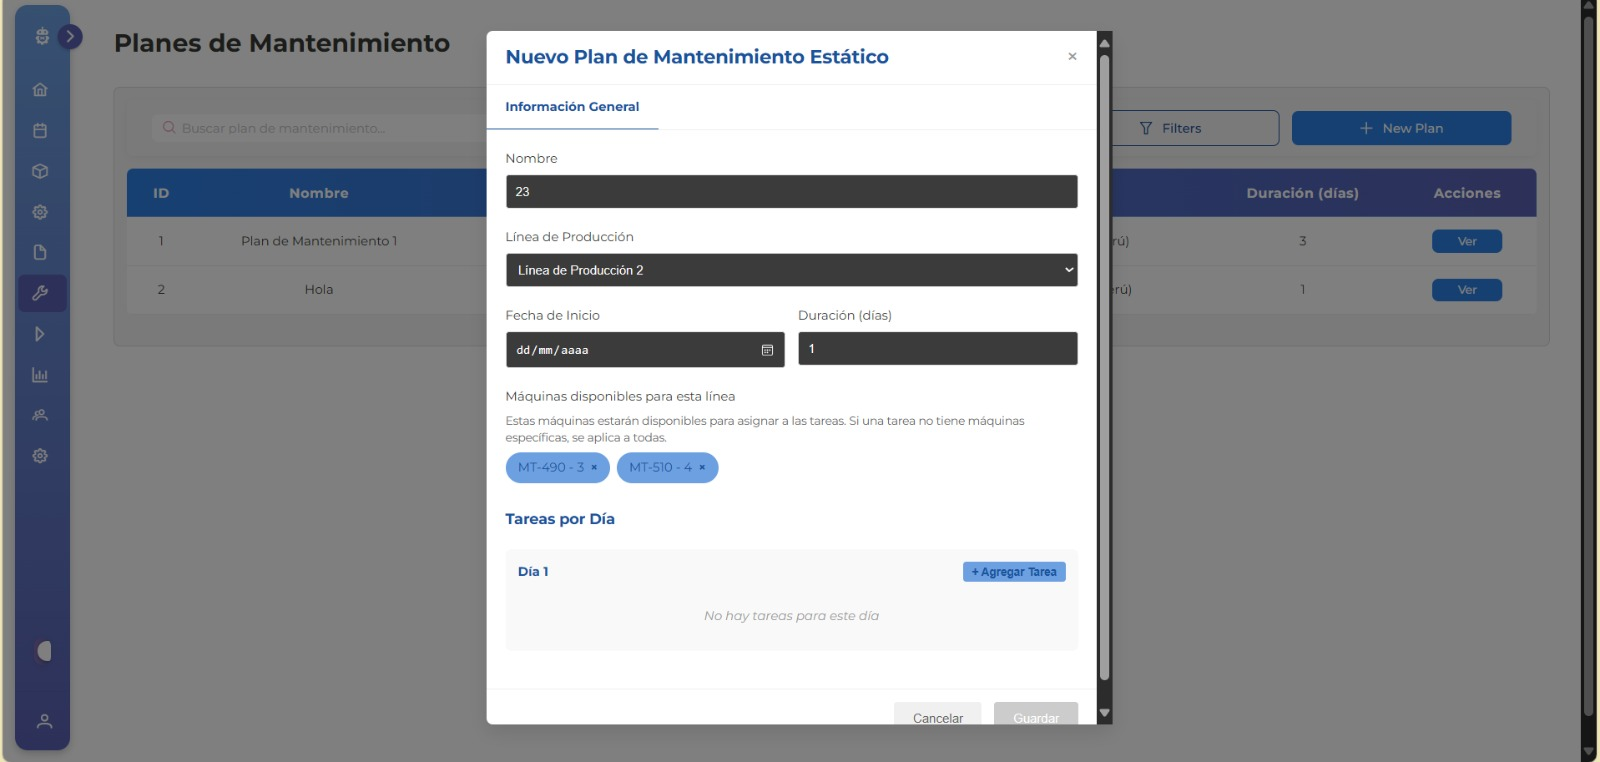 Planes de Mantenimiento
Buscar plan de mantenimiento...
Filters
+ New Plan
ID Nombre Duración (días) Acciones
1 Plan de Mantenimiento 1 rú) 3 Ver
2 Hola erú) 1 Ver
Nuevo Plan de Mantenimiento Estático ×
Información General
Nombre
23
Línea de Producción
Línea de Producción 2
Fecha de Inicio Duración (días)
dd/mm/aaaa 1
Máquinas disponibles para esta línea
Estas máquinas estarán disponibles para asignar a las tareas. Si una tarea no tiene máquinas
específicas, se aplica a todas.
MT-490 - 3 × MT-510 - 4 ×
Tareas por Día
Día 1 + Agregar Tarea
No hay tareas para este día
Cancelar Guardar